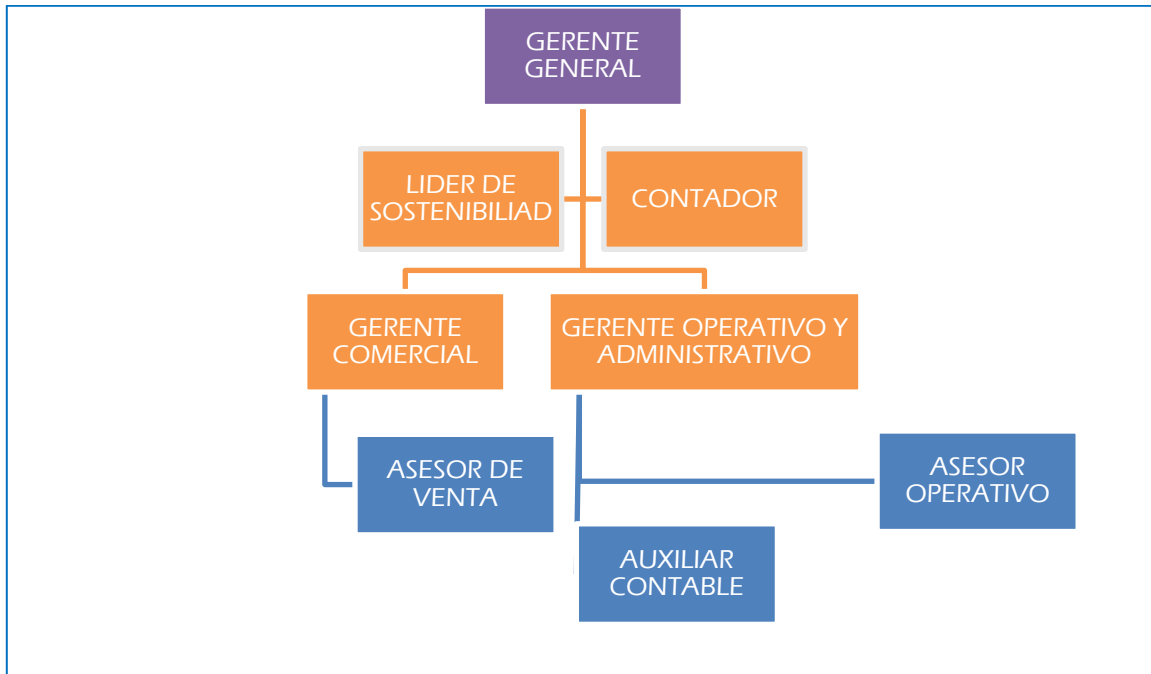 GERENTE
GENERAL
LIDER DE
SOSTENIBILIAD
CONTADOR
GERENTE
COMERCIAL
GERENTE OPERATIVO Y
ADMINISTRATIVO
ASESOR DE
VENTA
ASESOR
OPERATIVO
AUXILIAR
CONTABLE